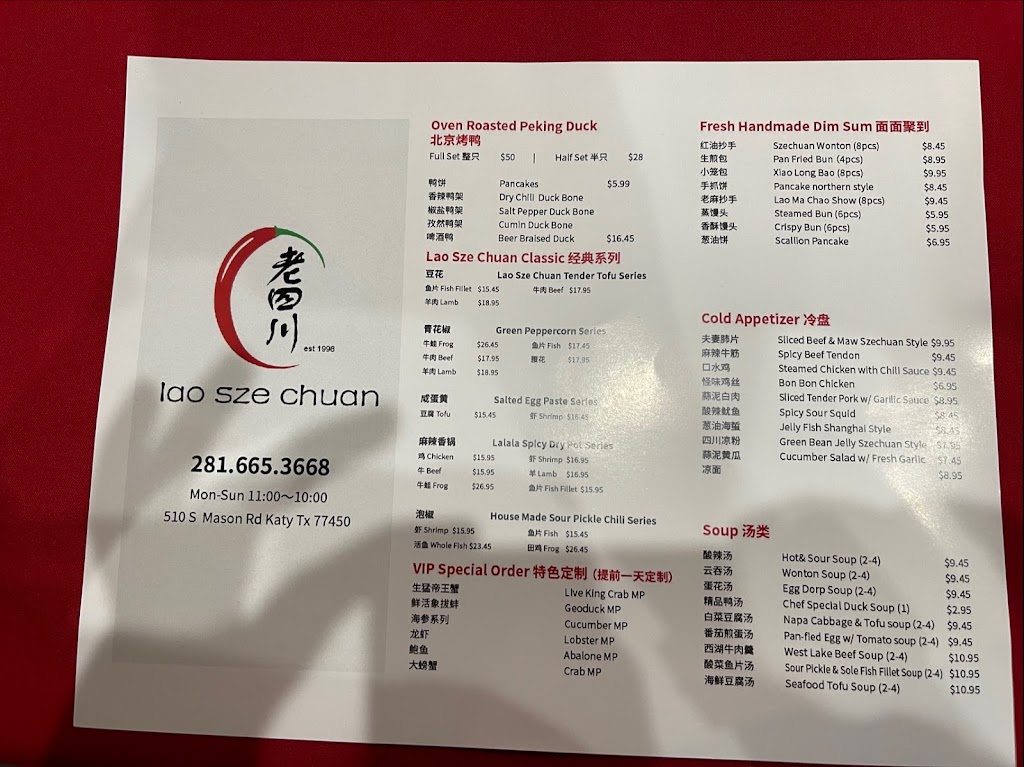 老四川
est 1998
lao sze chuan
281.665.3668
Mon-Sun 11:00~10:00
510 S Mason Rd Katy Tx 77450
Oven Roasted Peking Duck
北京烤鸭
Full Set 整只 $50 | Half Set 半只 $28
鸭饼 Pancakes $5.99
香辣鸭架 Dry Chili Duck Bone
椒盐鸭架 Salt Pepper Duck Bone
孜然鸭架 Cumin Duck Bone
啤酒鸭 Beer Braised Duck $16.45
Lao Sze Chuan Classic 经典系列
豆花 Lao Sze Chuan Tender Tofu Series
鱼片 Fish Fillet $15.45 牛肉 Beef $17.95
羊肉 Lamb $18.95
青花椒 Green Peppercorn Series
牛蛙 Frog $26.45 鱼片 Fish $17.45
牛肉 Beef $17.95 腰花 $17.95
羊肉 Lamb $18.95
咸蛋黄 Salted Egg Paste Series
豆腐 Tofu $15.45 虾 Shrimp $16.45
麻辣香锅 Lalala Spicy Dry Pot Series
鸡 Chicken $15.95 虾 Shrimp $16.95
牛 Beef $15.95 羊 Lamb $16.95
牛蛙 Frog $26.95 鱼片 Fish Fillet $15.95
泡椒 House Made Sour Pickle Chili Series
虾 Shrimp $15.95 鱼片 Fish $15.45
活鱼 Whole Fish $23.45 田鸡 Frog $26.45
VIP Special Order 特色定制 (提前一天定制)
生猛帝王蟹 Live King Crab MP
鲜活象拔蚌 Geoduck MP
海参系列 Cucumber MP
龙虾 Lobster MP
鲍鱼 Abalone MP
大螃蟹 Crab MP
Fresh Handmade Dim Sum 面面聚到
红油抄手 Szechuan Wonton (8pcs) $8.45
生煎包 Pan Fried Bun (4pcs) $8.95
小笼包 Xiao Long Bao (8pcs) $9.95
手抓饼 Pancake northern style $8.45
老麻抄手 Lao Ma Chao Show (8pcs) $9.45
蒸馒头 Steamed Bun (6pcs) $5.95
香酥馒头 Crispy Bun (6pcs) $5.95
葱油饼 Scallion Pancake $6.95
Cold Appetizer 冷盘
夫妻肺片 Sliced Beef & Maw Szechuan Style $9.95
麻辣牛筋 Spicy Beef Tendon $9.45
口水鸡 Steamed Chicken with Chill Sauce $9.45
怪味鸡丝 Bon Bon Chicken $6.95
蒜泥白肉 Sliced Tender Pork w/ Garlic Sauce $8.95
酸辣鱿鱼 Spicy Sour Squid $8.45
葱油海蜇 Jelly Fish Shanghai Style
四川凉粉 Green Bean Jelly Szechuan Style $7.95
蒜泥黄瓜 Cucumber Salad w/ Fresh Garlic $7.45
凉面 $8.95
Soup 汤类
酸辣汤 Hot& Sour Soup (2-4) $9.45
云吞汤 Wonton Soup (2-4) $9.45
蛋花汤 Egg Dorp Soup (2-4) $9.45
精品鸭汤 Chef Special Duck Soup (1) $2.95
白菜豆腐汤 Napa Cabbage & Tofu soup (2-4) $9.45
番茄煎蛋汤 Pan-fied Egg w/ Tomato soup (2-4) $9.45
西湖牛肉羹 West Lake Beef Soup (2-4) $10.95
酸菜鱼片汤 Sour Pickle & Sole Fish Fillet Soup (2-4) $10.95
海鲜豆腐汤 Seafood Tofu Soup (2-4) $10.95